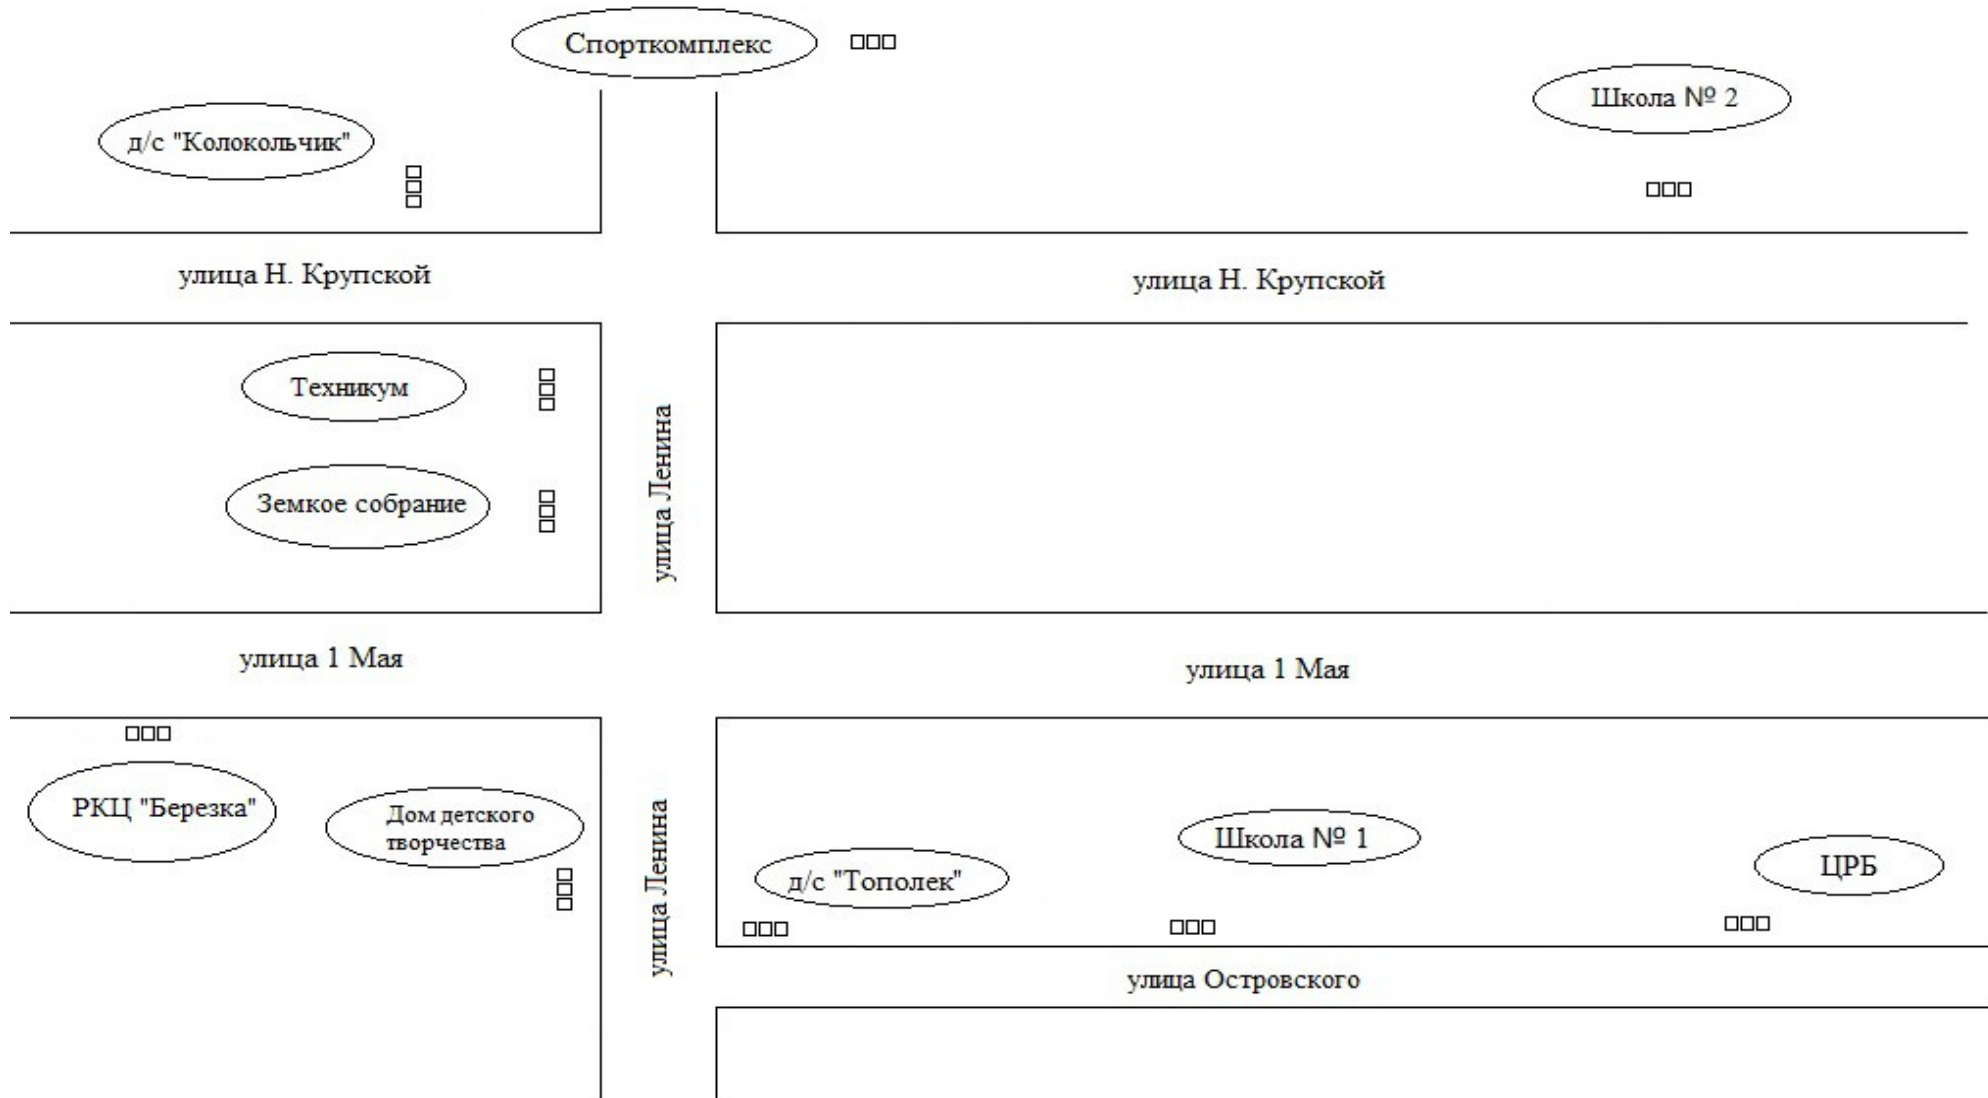 Спорткомплекс
Школа № 2
д/с "Колокольчик"
улица Н. Крупской
улица Н. Крупской
Техникум
Земкое собрание
улица Ленина
улица 1 Мая
улица 1 Мая
РКЦ "Березка"
Дом детского
творчества
улица Ленина
д/с "Тополек"
Школа № 1
ЦРБ
улица Островского